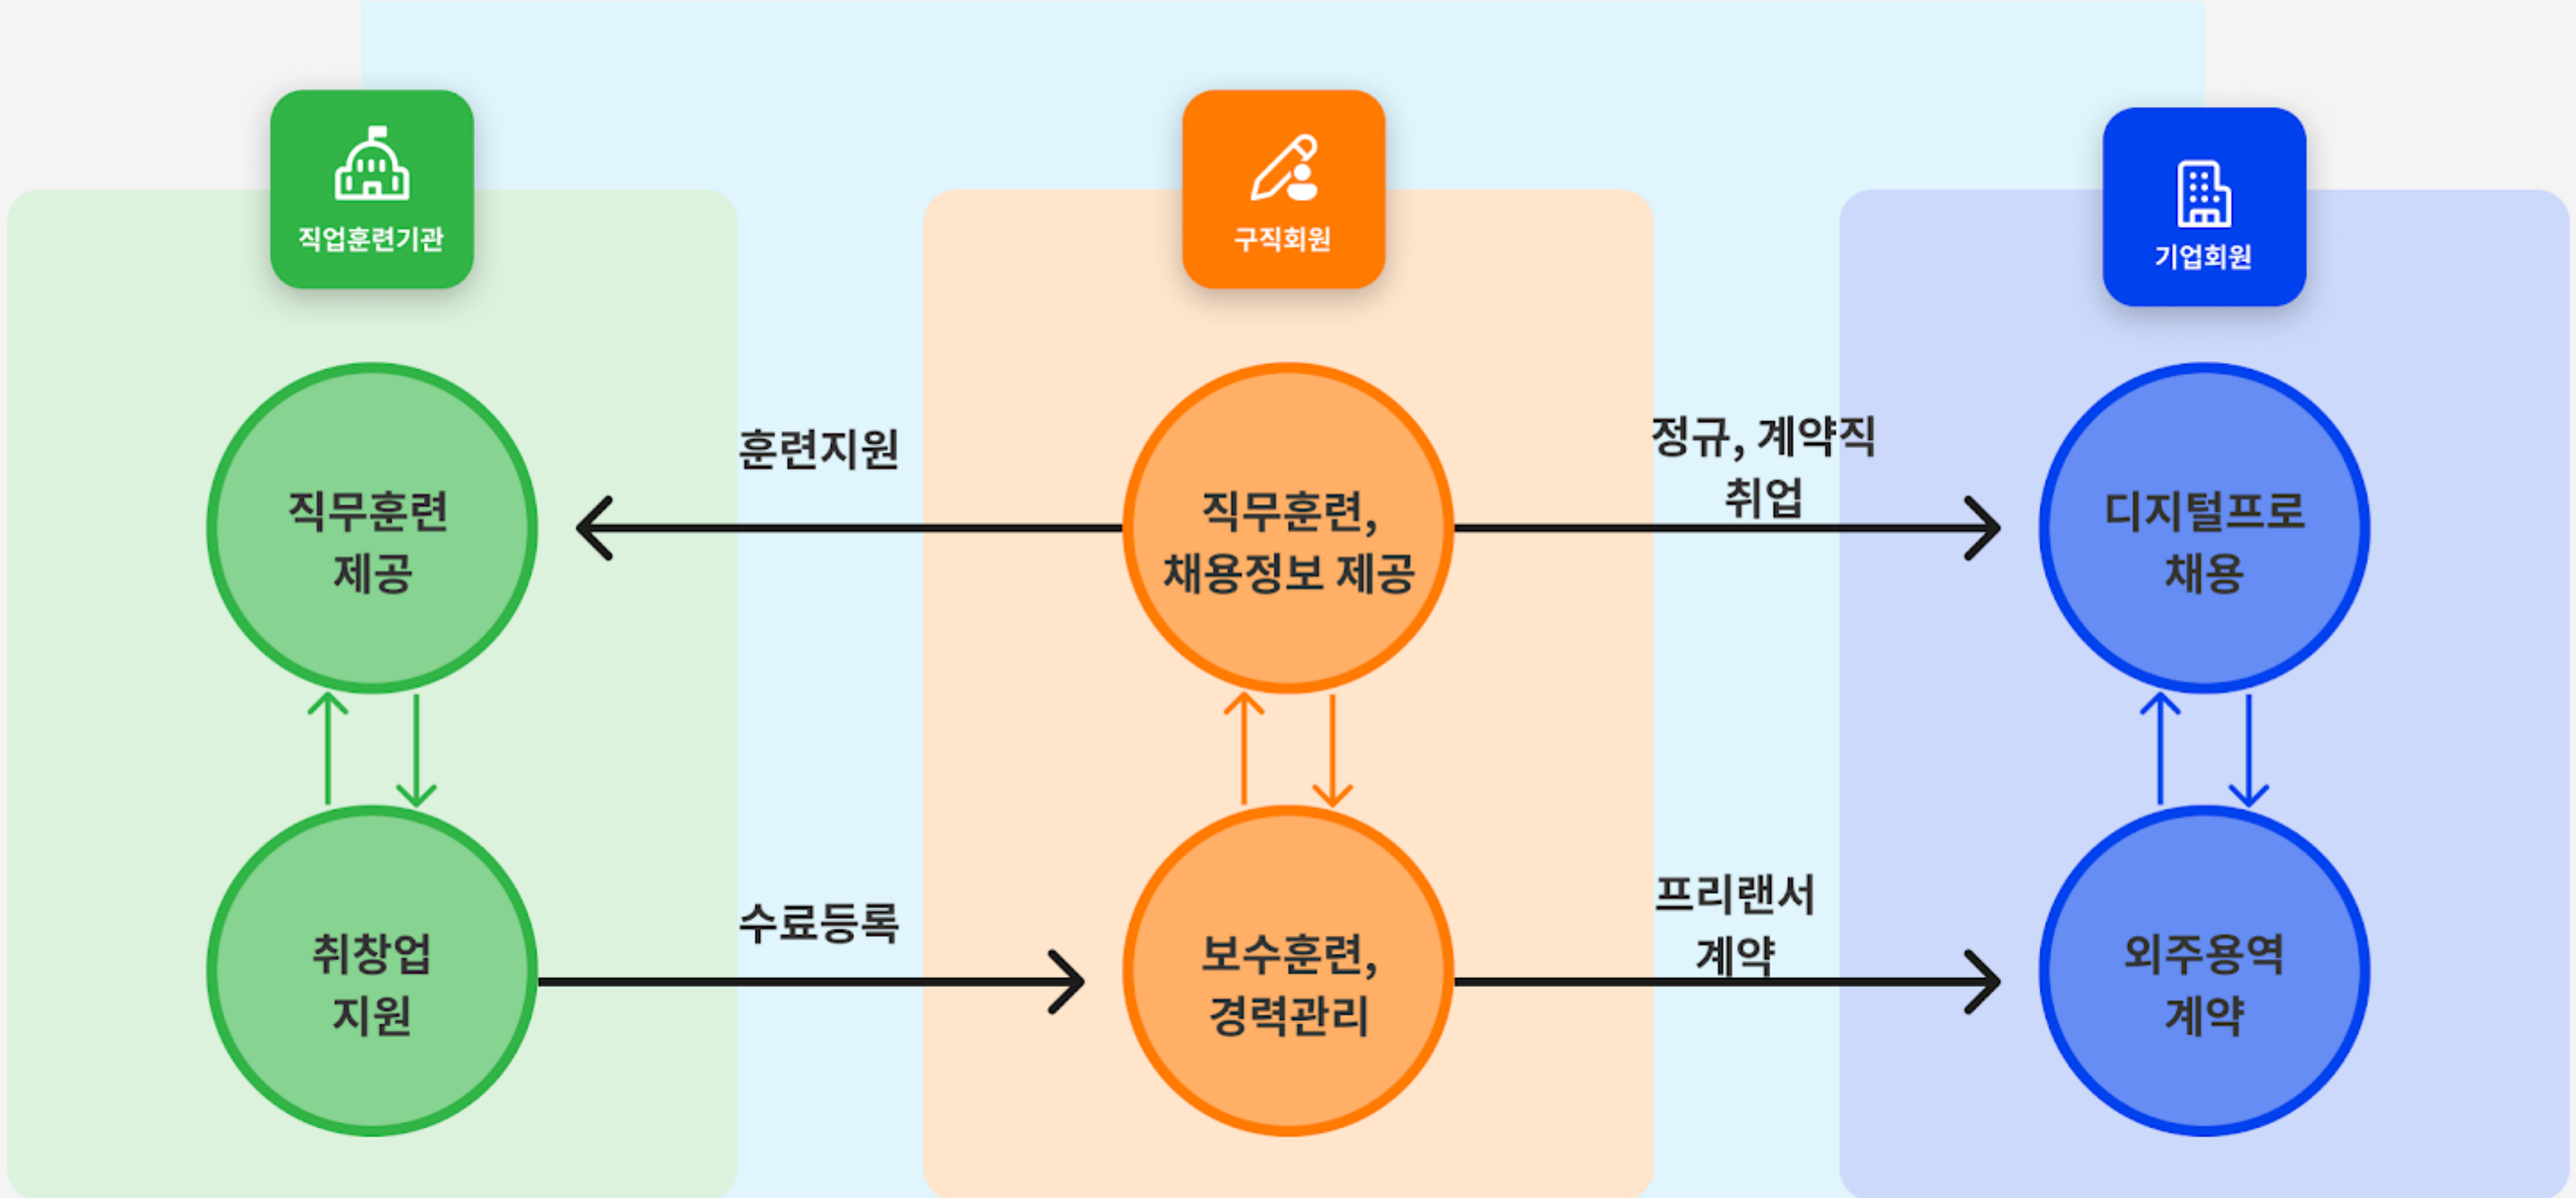 직업훈련기관
구직회원
기업회원
훈련지원
정규, 계약직
취업
직무훈련
제공
직무훈련,
채용정보 제공
디지털프로
채용
수료등록
프리랜서
계약
취창업
지원
보수훈련,
경력관리
외주용역
계약